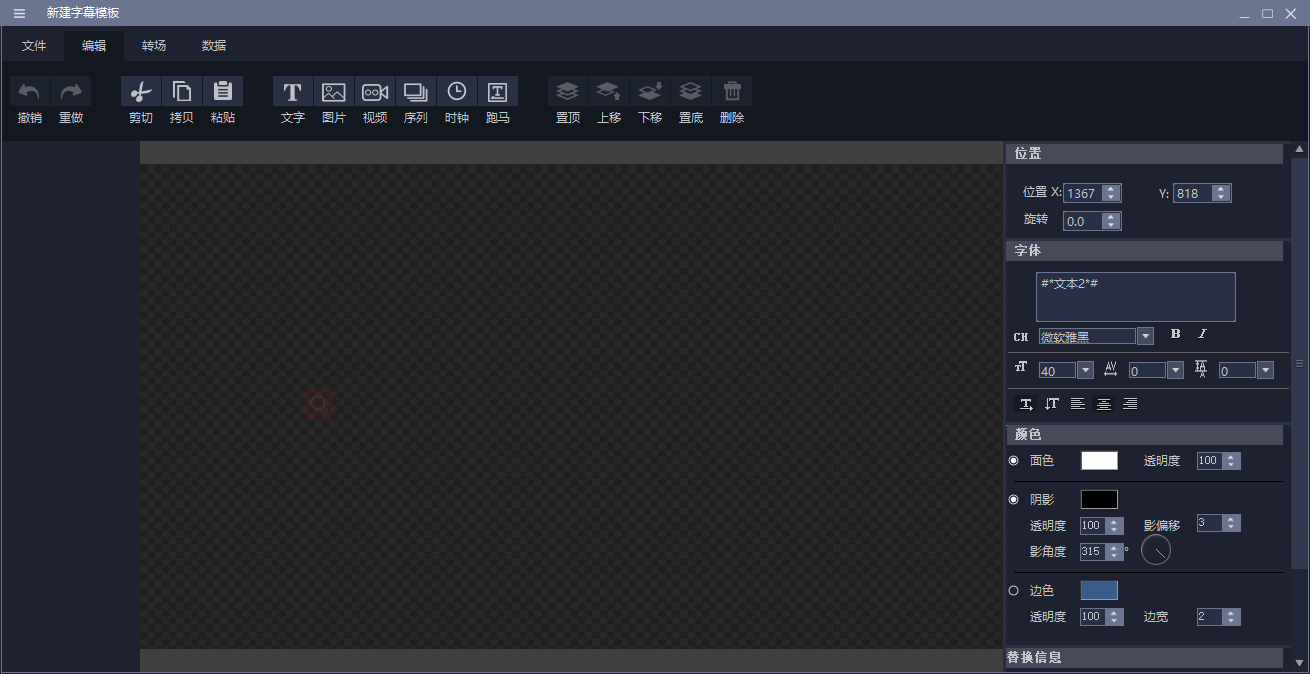 新建字幕模板
文件 编辑 转场 数据
撤销 重做 剪切 拷贝 粘贴 文字 图片 视频 序列 时钟 跑马 置顶 上移 下移 置底 删除
位置
位置 X: 1367 Y: 818
旋转 0.0
字体
#*文本2*#
CH 微软雅黑 B I
TT 40 AV 0 IA 0
颜色
面色 透明度 100
阴影
透明度 100 影偏移 3
影角度 315 °
边色
透明度 100 边宽 2
替换信息